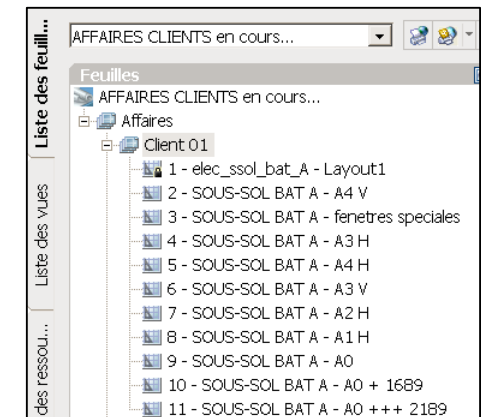 AFFAIRES CLIENTS en cours...
Liste des feuill...
Liste des vues
des ressou...
Feuilles
AFFAIRES CLIENTS en cours...
Affaires
Client 01
1 - elec_ssol_bat_A - Layout1
2 - SOUS-SOL BAT A - A4 V
3 - SOUS-SOL BAT A - fenetres speciales
4 - SOUS-SOL BAT A - A3 H
5 - SOUS-SOL BAT A - A4 H
6 - SOUS-SOL BAT A - A3 V
7 - SOUS-SOL BAT A - A2 H
8 - SOUS-SOL BAT A - A1 H
9 - SOUS-SOL BAT A - A0
10 - SOUS-SOL BAT A - A0 + 1689
11 - SOUS-SOL BAT A - A0 +++ 2189